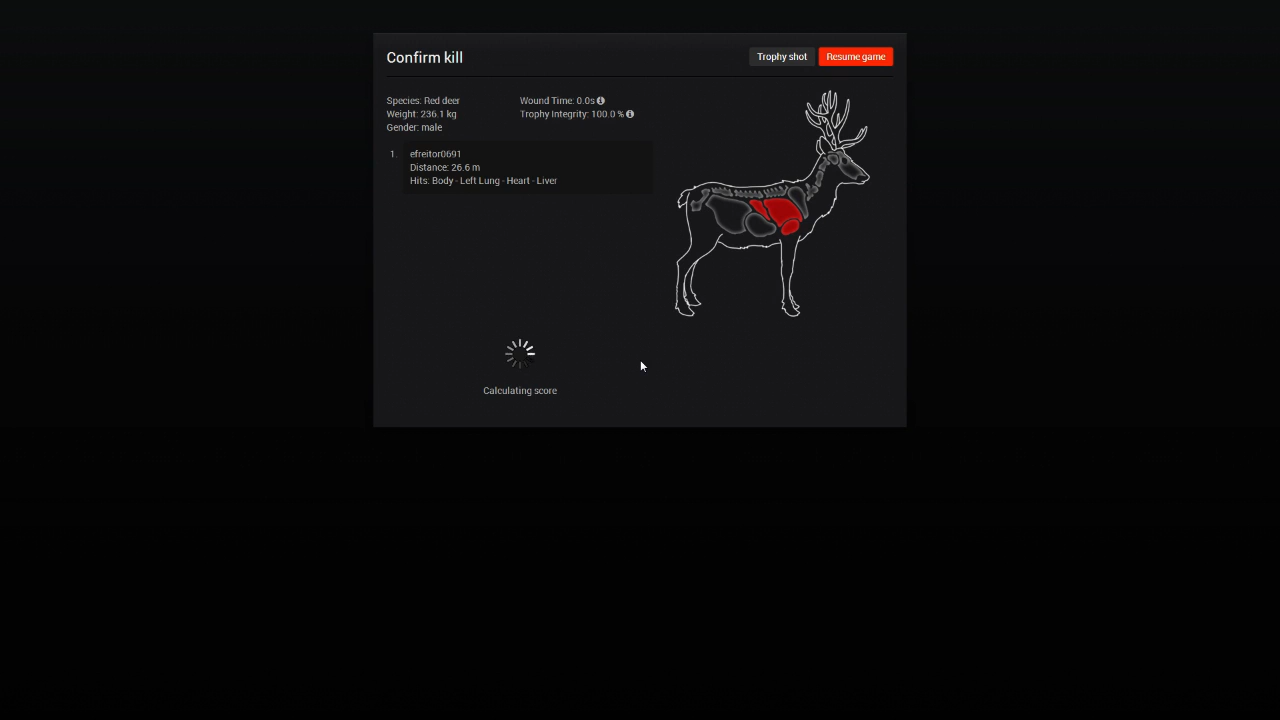 Confirm kill
Trophy shot
Resume game
Species: Red deer
Weight: 236.1 kg
Gender: male
Wound Time: 0.0s
Trophy Integrity: 100.0 %
1.
efreitor0691
Distance: 26.6 m
Hits: Body - Left Lung - Heart - Liver
Calculating score